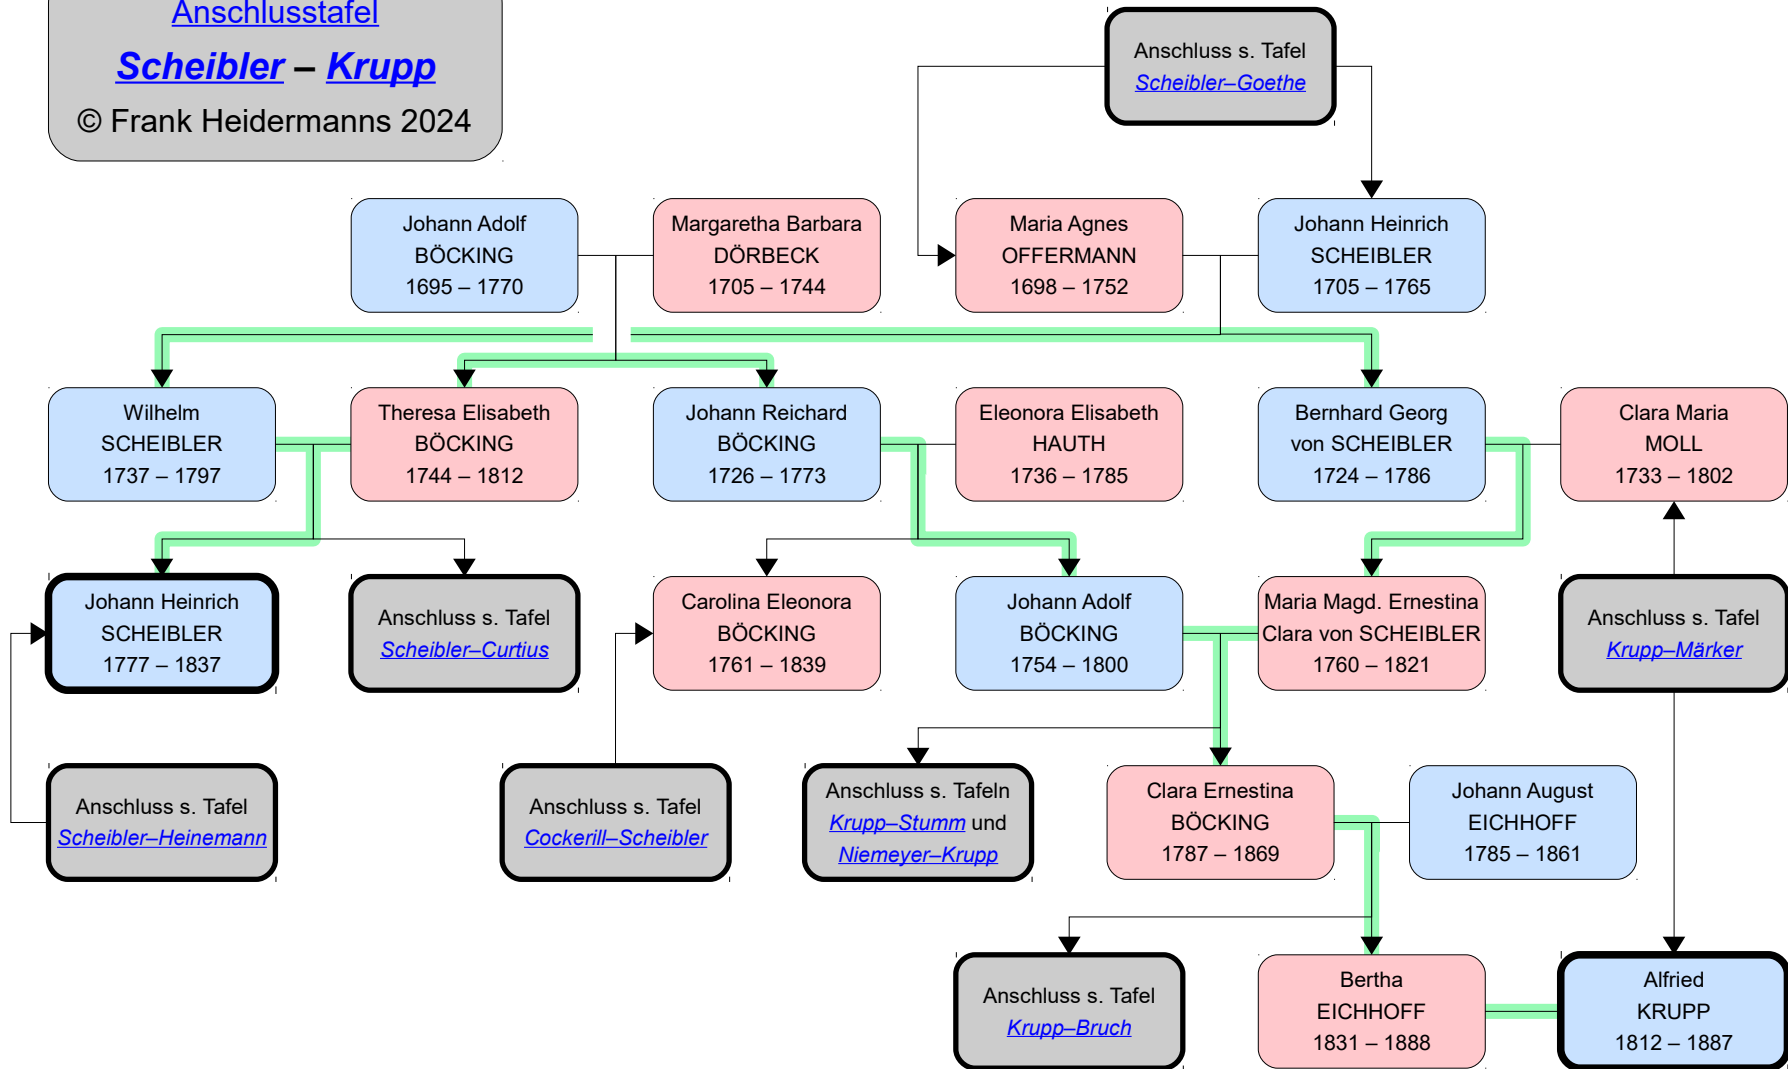 Anschlusstafel
Scheibler – Krupp
© Frank Heidermanns 2024
Anschluss s. Tafel
Scheibler–Goethe
Johann Adolf
BÖCKING
1695 – 1770
Margaretha Barbara
DÖRBECK
1705 – 1744
Maria Agnes
OFFERMANN
1698 – 1752
Johann Heinrich
SCHEIBLER
1705 – 1765
Wilhelm
SCHEIBLER
1737 – 1797
Theresa Elisabeth
BÖCKING
1744 – 1812
Johann Reichard
BÖCKING
1726 – 1773
Eleonora Elisabeth
HAUTH
1736 – 1785
Bernhard Georg
von SCHEIBLER
1724 – 1786
Clara Maria
MOLL
1733 – 1802
Johann Heinrich
SCHEIBLER
1777 – 1837
Anschluss s. Tafel
Scheibler–Curtius
Carolina Eleonora
BÖCKING
1761 – 1839
Johann Adolf
BÖCKING
1754 – 1800
Maria Magd. Ernestina
Clara von SCHEIBLER
1760 – 1821
Anschluss s. Tafel
Krupp–Märker
Anschluss s. Tafel
Scheibler–Heinemann
Anschluss s. Tafel
Cockerill–Scheibler
Anschluss s. Tafeln
Krupp–Stumm und
Niemeyer–Krupp
Clara Ernestina
BÖCKING
1787 – 1869
Johann August
EICHHOFF
1785 – 1861
Anschluss s. Tafel
Krupp–Bruch
Bertha
EICHHOFF
1831 – 1888
Alfried
KRUPP
1812 – 1887